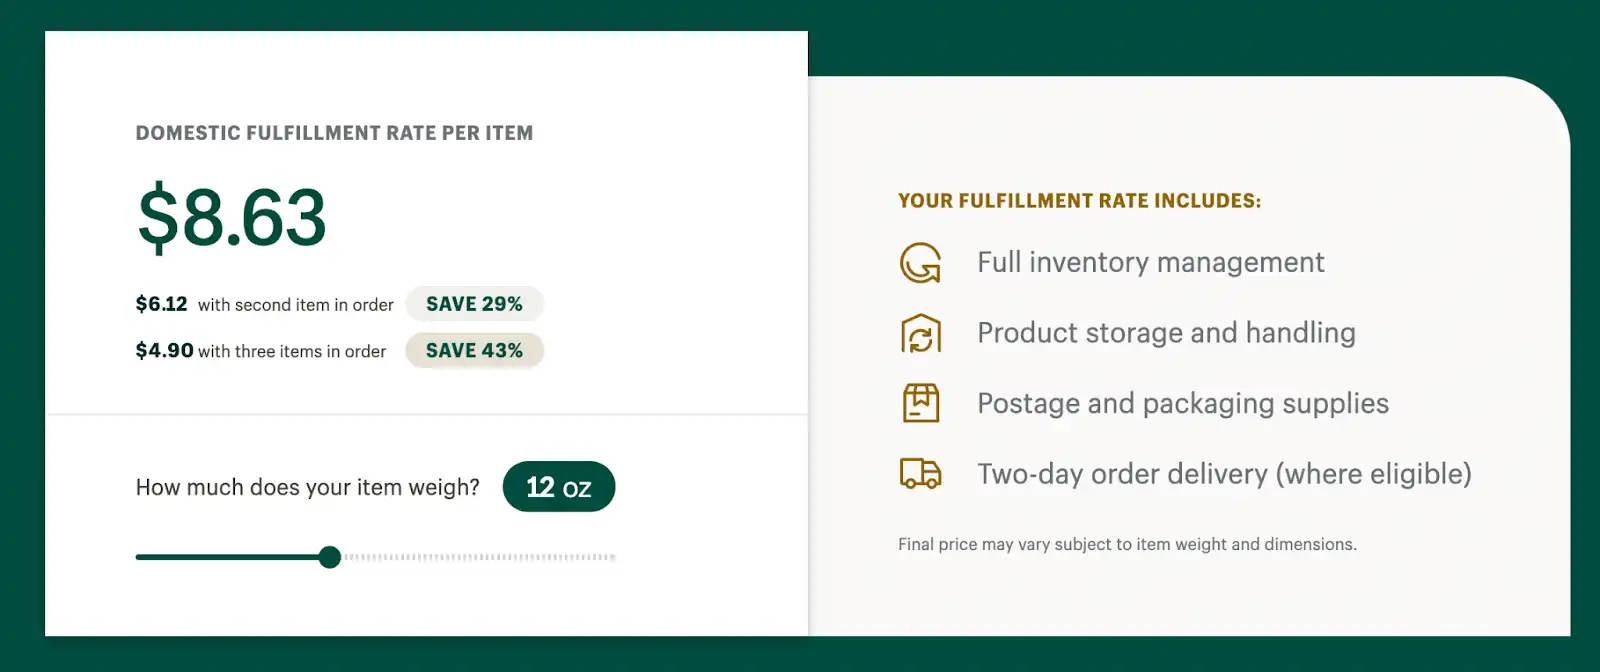 DOMESTIC FULFILLMENT RATE PER ITEM
$8.63
$6.12 with second item in order SAVE 29%
$4.90 with three items in order SAVE 43%
How much does your item weigh? 12 oz
YOUR FULFILLMENT RATE INCLUDES:
Full inventory management
Product storage and handling
Postage and packaging supplies
Two-day order delivery (where eligible)
Final price may vary subject to item weight and dimensions.